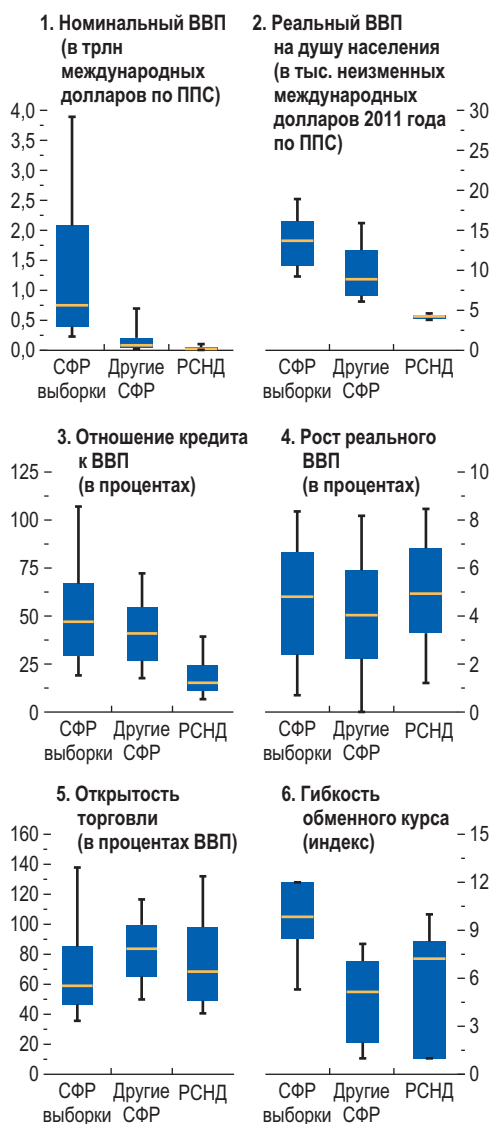 1. Номинальный ВВП
(в трлн
международных
долларов по ППС)
4,0
3,5
3,0
2,5
2,0
1,5
1,0
0,5
0,0
СФР
выборки
Другие
СФР
РСНД
2. Реальный ВВП
на душу населения
(в тыс. неизменных
международных
долларов 2011 года
по ППС)
30
25
20
15
10
5
0
СФР
выборки
Другие
СФР
РСНД
3. Отношение кредита
к ВВП
(в процентах)
125
100
75
50
25
0
СФР
выборки
Другие
СФР
РСНД
4. Рост реального
ВВП
(в процентах)
10
8
6
4
2
0
СФР
выборки
Другие
СФР
РСНД
5. Открытость
торговли
(в процентах ВВП)
160
140
120
100
80
60
40
20
0
СФР
выборки
Другие
СФР
РСНД
6. Гибкость
обменного курса
(индекс)
15
12
9
6
3
0
СФР
выборки
Другие
СФР
РСНД